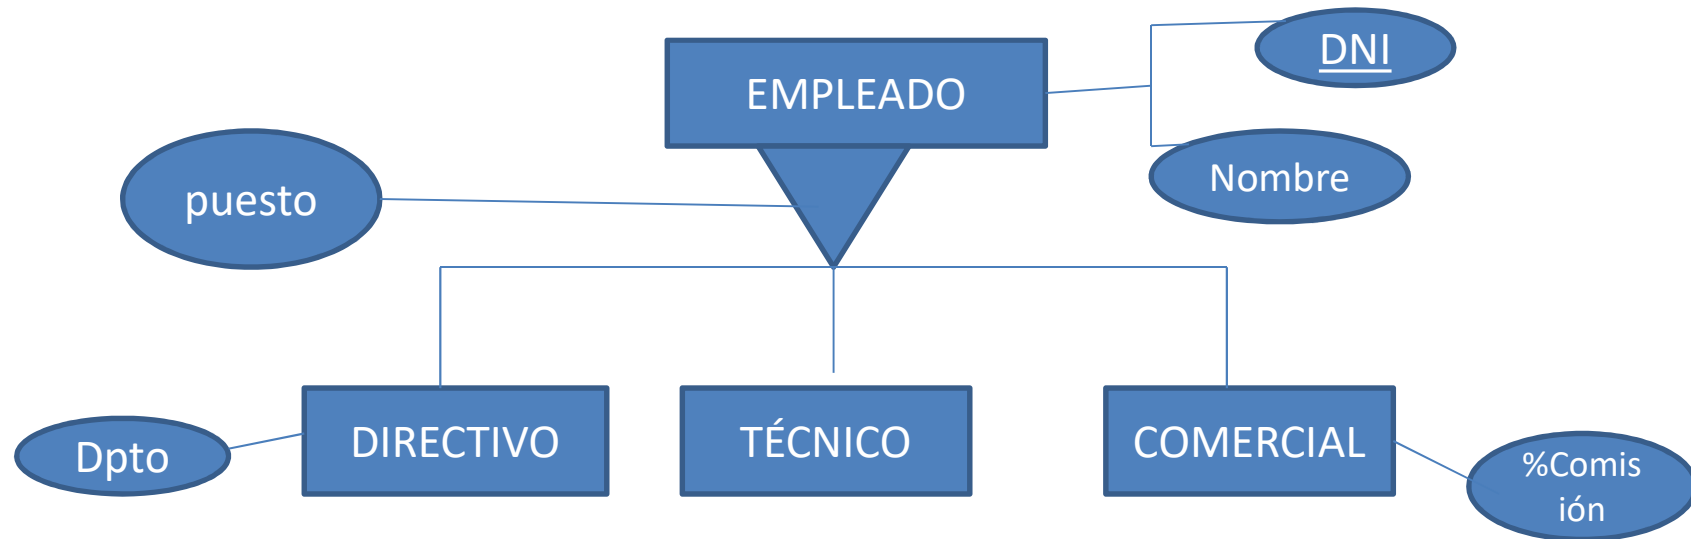 DNI
EMPLEADO
Nombre
puesto
DIRECTIVO
TÉCNICO
COMERCIAL
Dpto
%Comis
ión